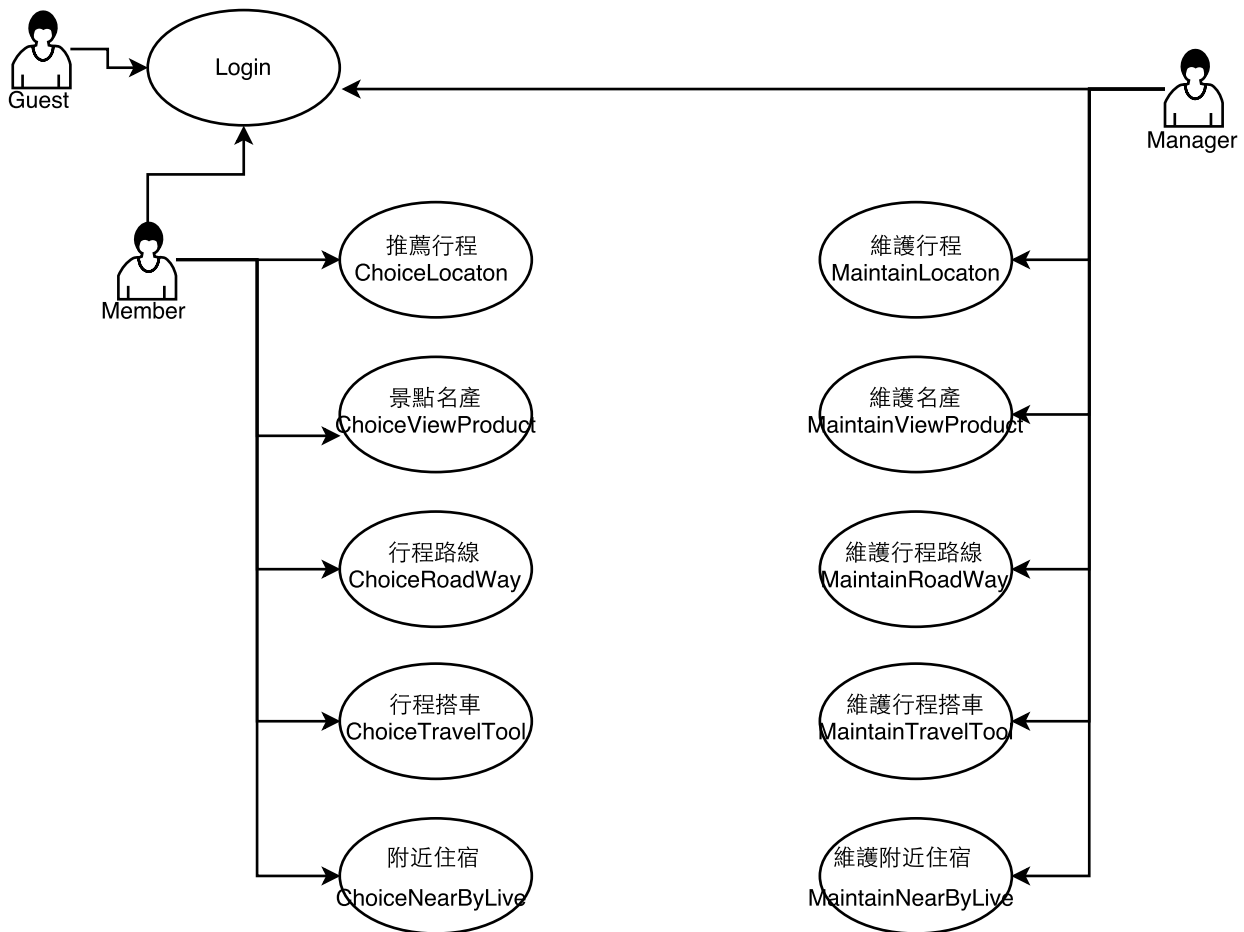 Login
Guest
Manager
Member
推薦行程
ChoiceLocaton
維護行程
MaintainLocaton
景點名產
ChoiceViewProduct
維護名產
MaintainViewProduct
行程路線
ChoiceRoadWay
維護行程路線
MaintainRoadWay
行程搭車
ChoiceTravelTool
維護行程搭車
MaintainTravelTool
附近住宿
ChoiceNearByLive
維護附近住宿
MaintainNearByLive